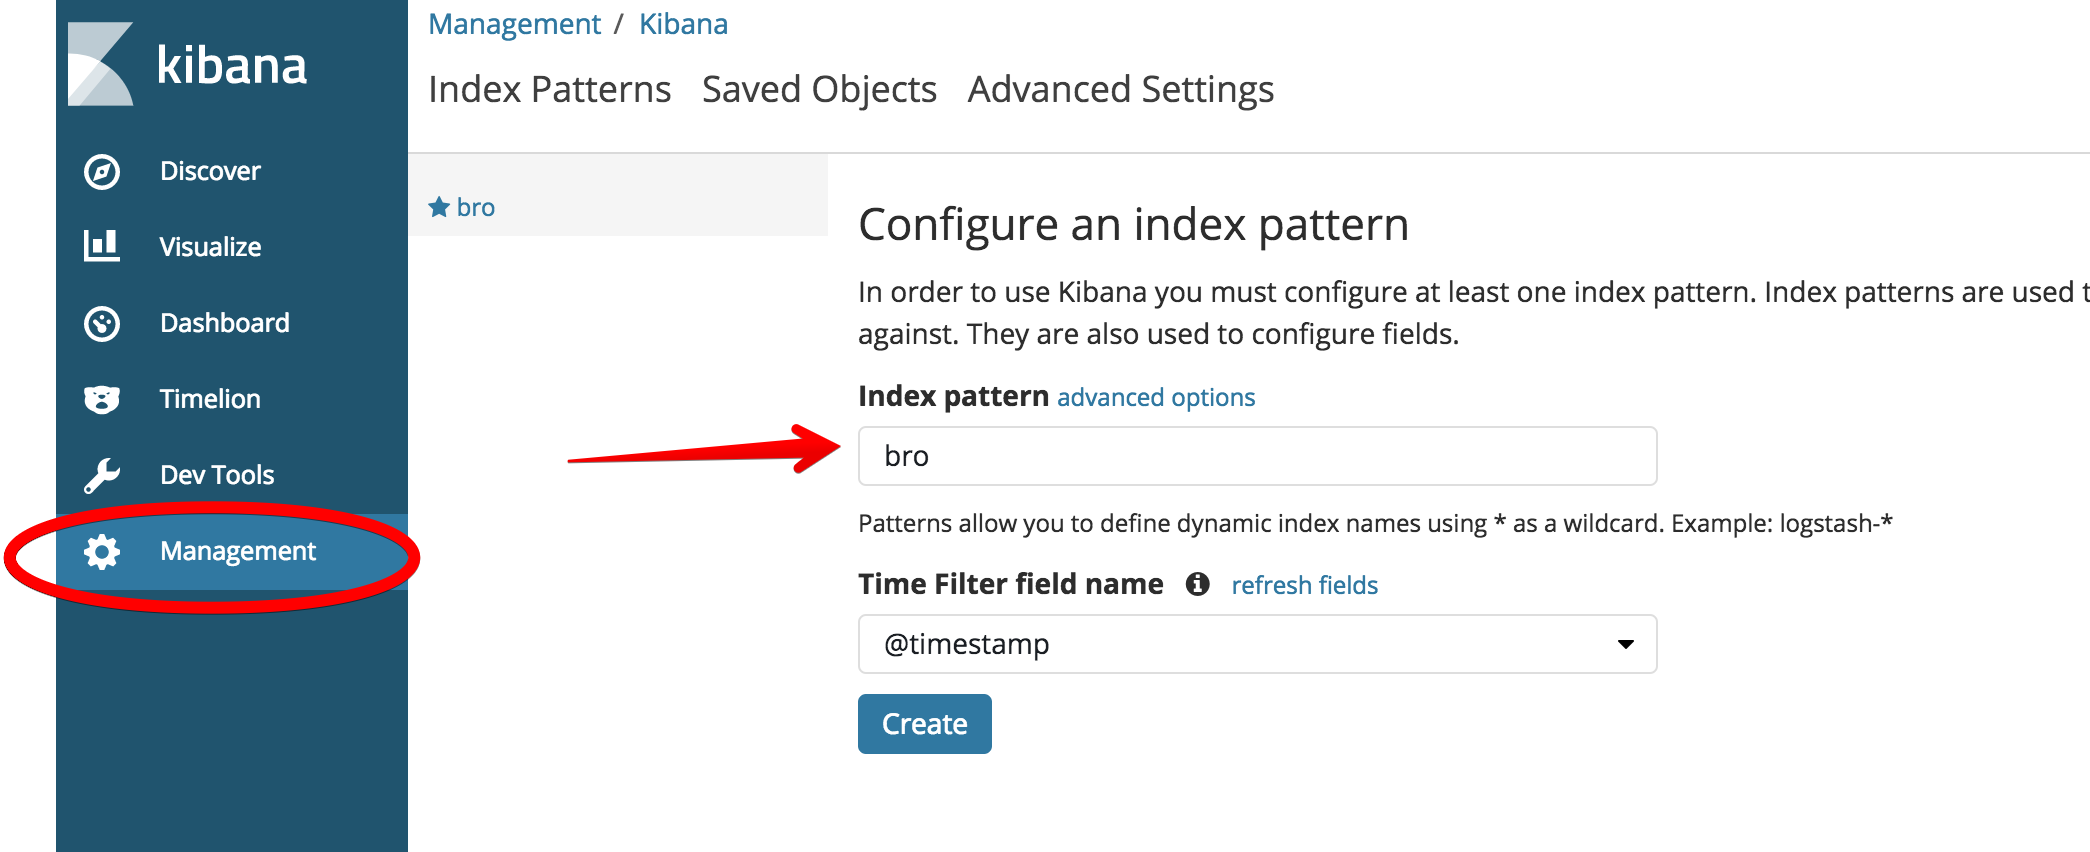 kibana
Discover
Visualize
Dashboard
Timelion
Dev Tools
Management
Management / Kibana
Index Patterns Saved Objects Advanced Settings
bro
Configure an index pattern
In order to use Kibana you must configure at least one index pattern. Index patterns are used
against. They are also used to configure fields.
Index pattern advanced options
bro
Patterns allow you to define dynamic index names using * as a wildcard. Example: logstash-*
Time Filter field name refresh fields
@timestamp
Create